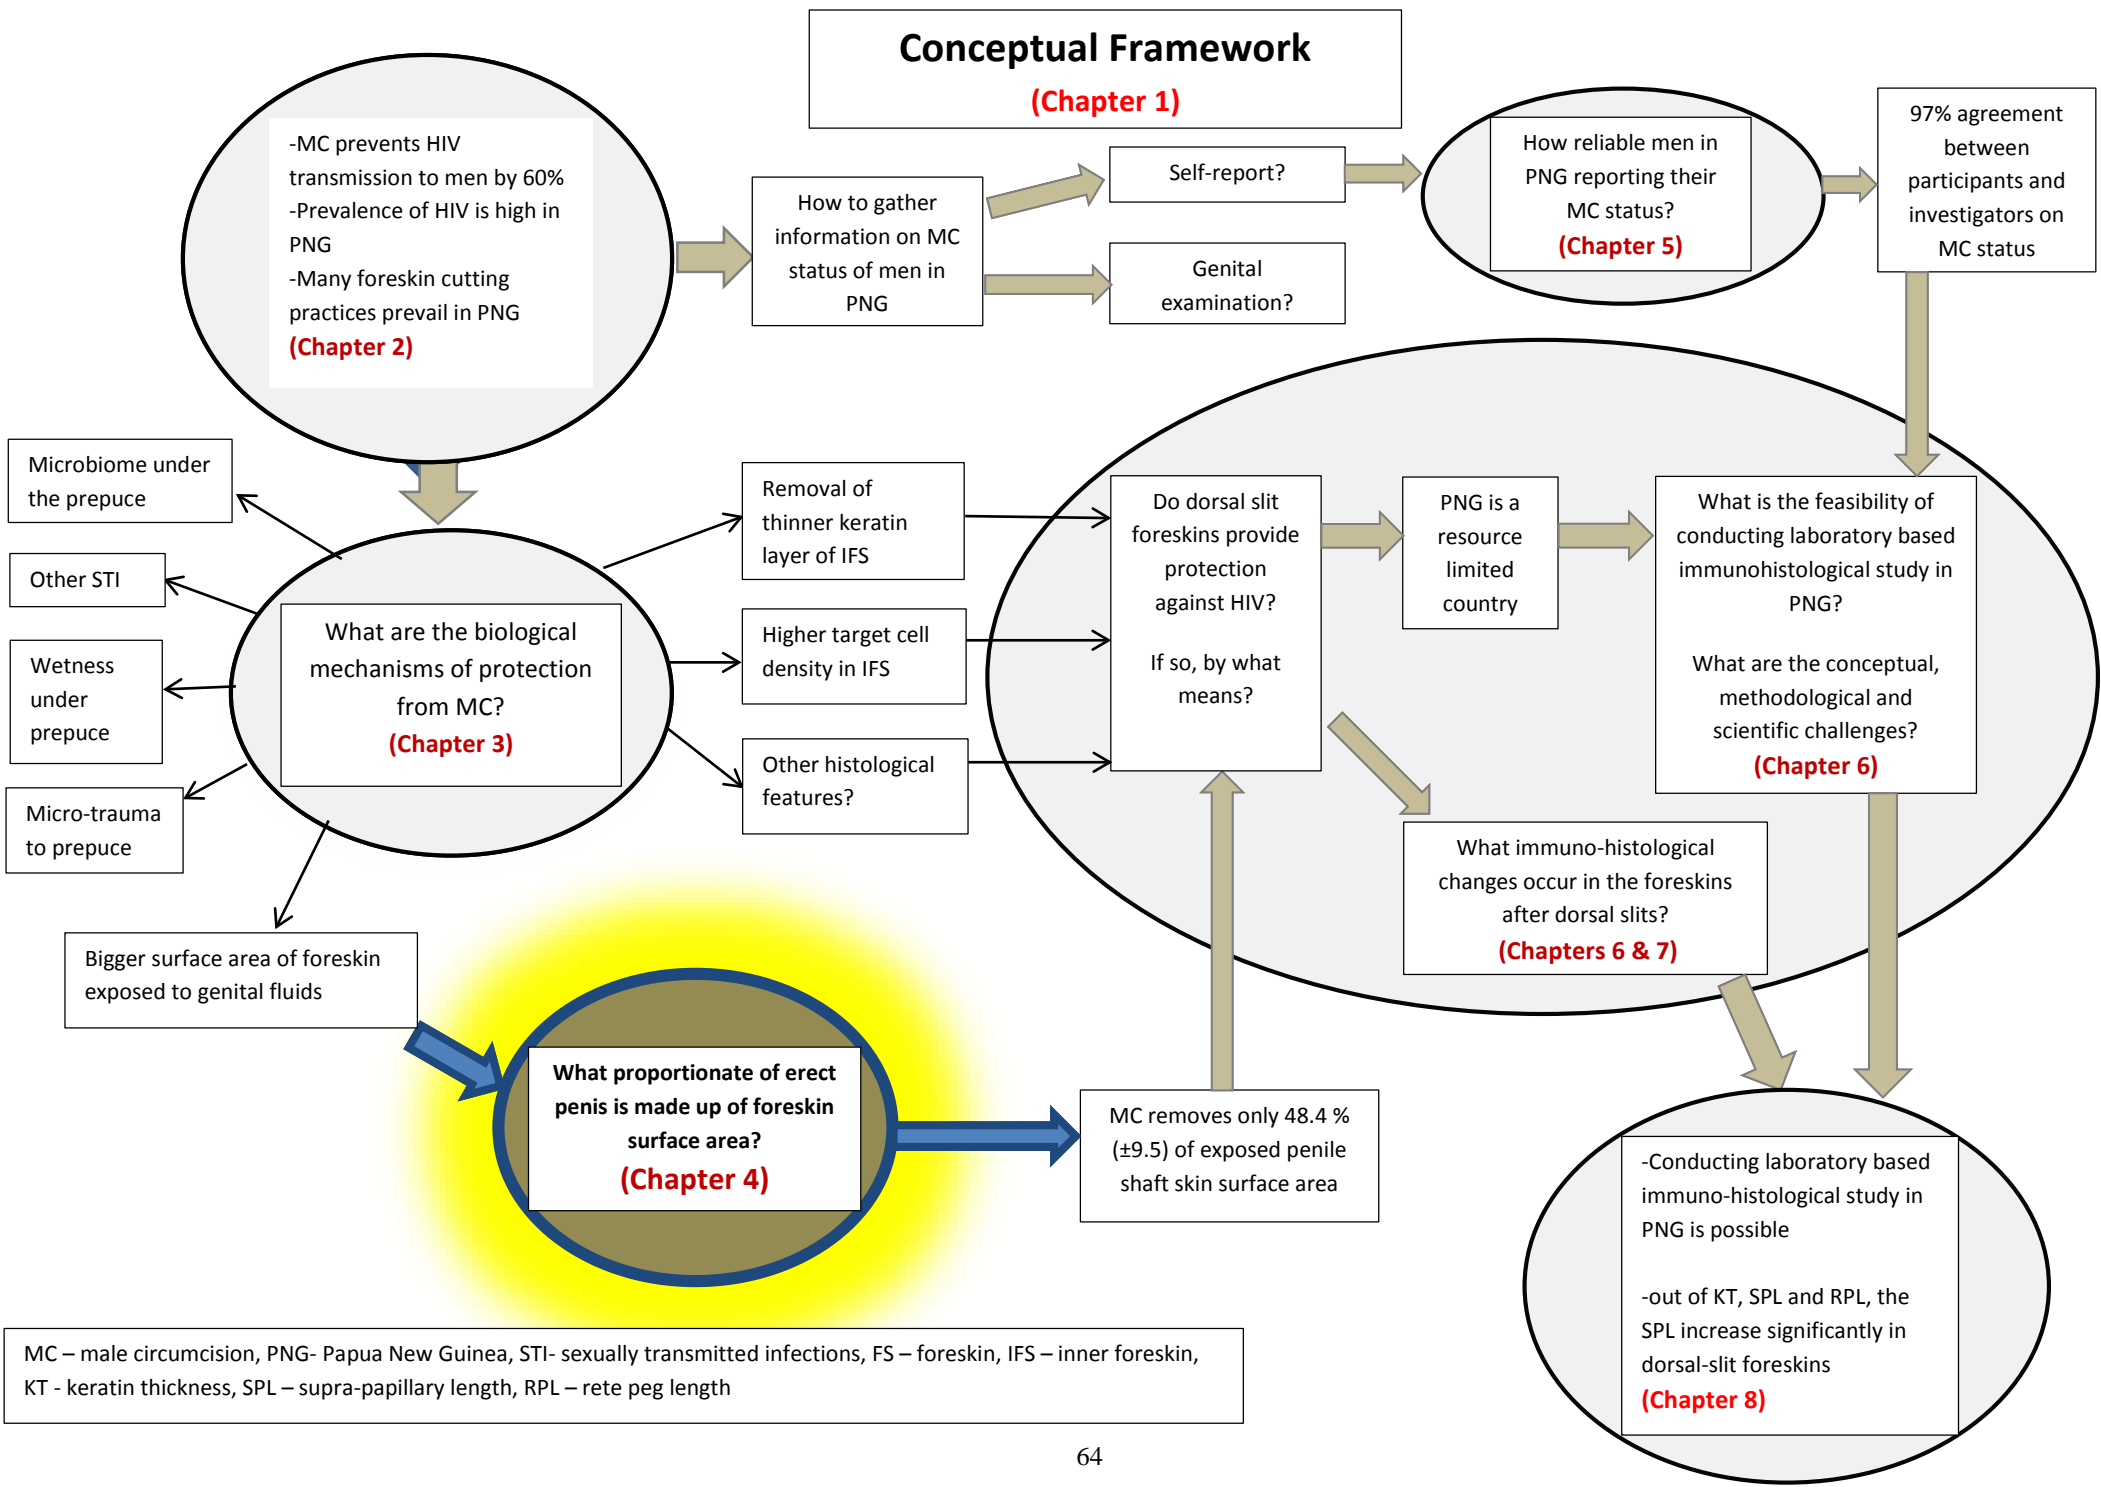 Conceptual Framework
(Chapter 1)
-MC prevents HIV
transmission to men by 60%
-Prevalence of HIV is high in
PNG
-Many foreskin cutting
practices prevail in PNG
(Chapter 2)
How to gather
information on MC
status of men in
PNG
Self-report?
Genital
examination?
How reliable men in
PNG reporting their
MC status?
(Chapter 5)
97% agreement
between
participants and
investigators on
MC status
Microbiome under
the prepuce
Other STI
Wetness
under
prepuce
Micro-trauma
to prepuce
What are the biological
mechanisms of protection
from MC?
(Chapter 3)
Removal of
thinner keratin
layer of IFS
Higher target cell
density in IFS
Other histological
features?
Do dorsal slit
foreskins provide
protection
against HIV?
If so, by what
means?
PNG is a
resource
limited
country
What is the feasibility of
conducting laboratory based
immunohistological study in
PNG?
What are the conceptual,
methodological and
scientific challenges?
(Chapter 6)
What immuno-histological
changes occur in the foreskins
after dorsal slits?
(Chapters 6 & 7)
Bigger surface area of foreskin
exposed to genital fluids
What proportionate of erect
penis is made up of foreskin
surface area?
(Chapter 4)
MC removes only 48.4 %
(±9.5) of exposed penile
shaft skin surface area
-Conducting laboratory based
immuno-histological study in
PNG is possible
-out of KT, SPL and RPL, the
SPL increase significantly in
dorsal-slit foreskins
(Chapter 8)
MC – male circumcision, PNG- Papua New Guinea, STI- sexually transmitted infections, FS – foreskin, IFS – inner foreskin,
KT - keratin thickness, SPL – supra-papillary length, RPL – rete peg length
64